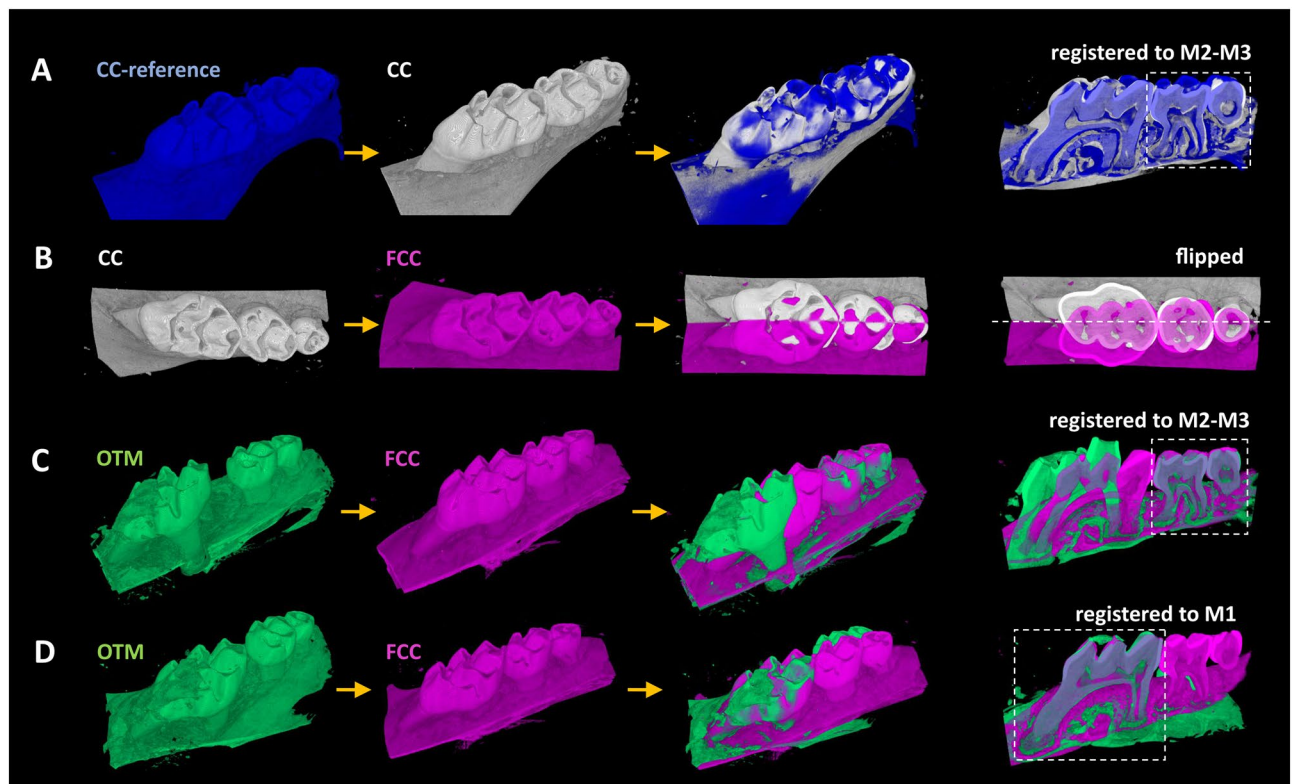 A
CC-reference
CC
registered to M2-M3
B
CC
FCC
flipped
C
OTM
FCC
registered to M2-M3
D
OTM
FCC
registered to M1